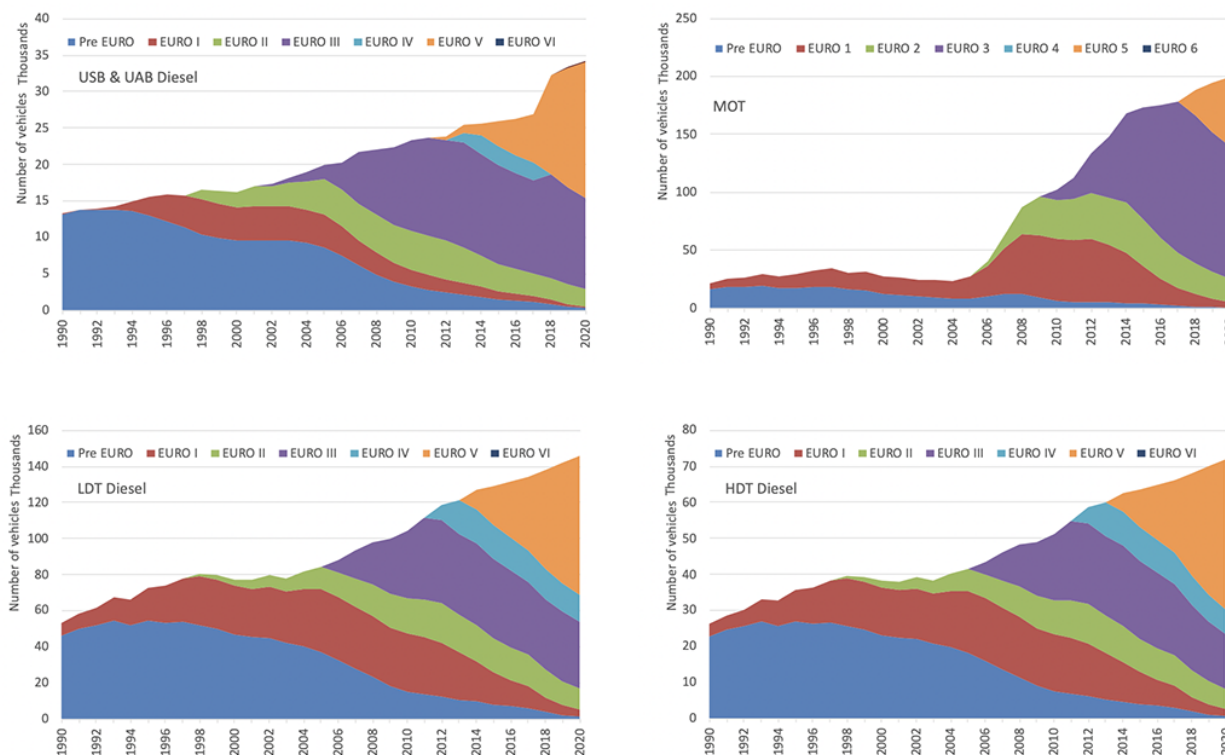 Number of vehicles Thousands
40
35
30
25
20
15
10
5
0
Pre EURO EURO I EURO II EURO III EURO IV EURO V EURO VI
USB & UAB Diesel
1990 1992 1994 1996 1998 2000 2002 2004 2006 2008 2010 2012 2014 2016 2018 2020
Number of vehicles Thousands
250
200
150
100
50
0
Pre EURO EURO 1 EURO 2 EURO 3 EURO 4 EURO 5 EURO 6
MOT
1990 1992 1994 1996 1998 2000 2002 2004 2006 2008 2010 2012 2014 2016 2018
Number of vehicles Thousands
160
140
120
100
80
60
40
20
0
Pre EURO EURO I EURO II EURO III EURO IV EURO V EURO VI
LDT Diesel
1990 1992 1994 1996 1998 2000 2002 2004 2006 2008 2010 2012 2014 2016 2018 2020
Number of vehicles Thousands
80
70
60
50
40
30
20
10
0
Pre EURO EURO I EURO II EURO III EURO IV EURO V EURO VI
HDT Diesel
1990 1992 1994 1996 1998 2000 2002 2004 2006 2008 2010 2012 2014 2016 2018